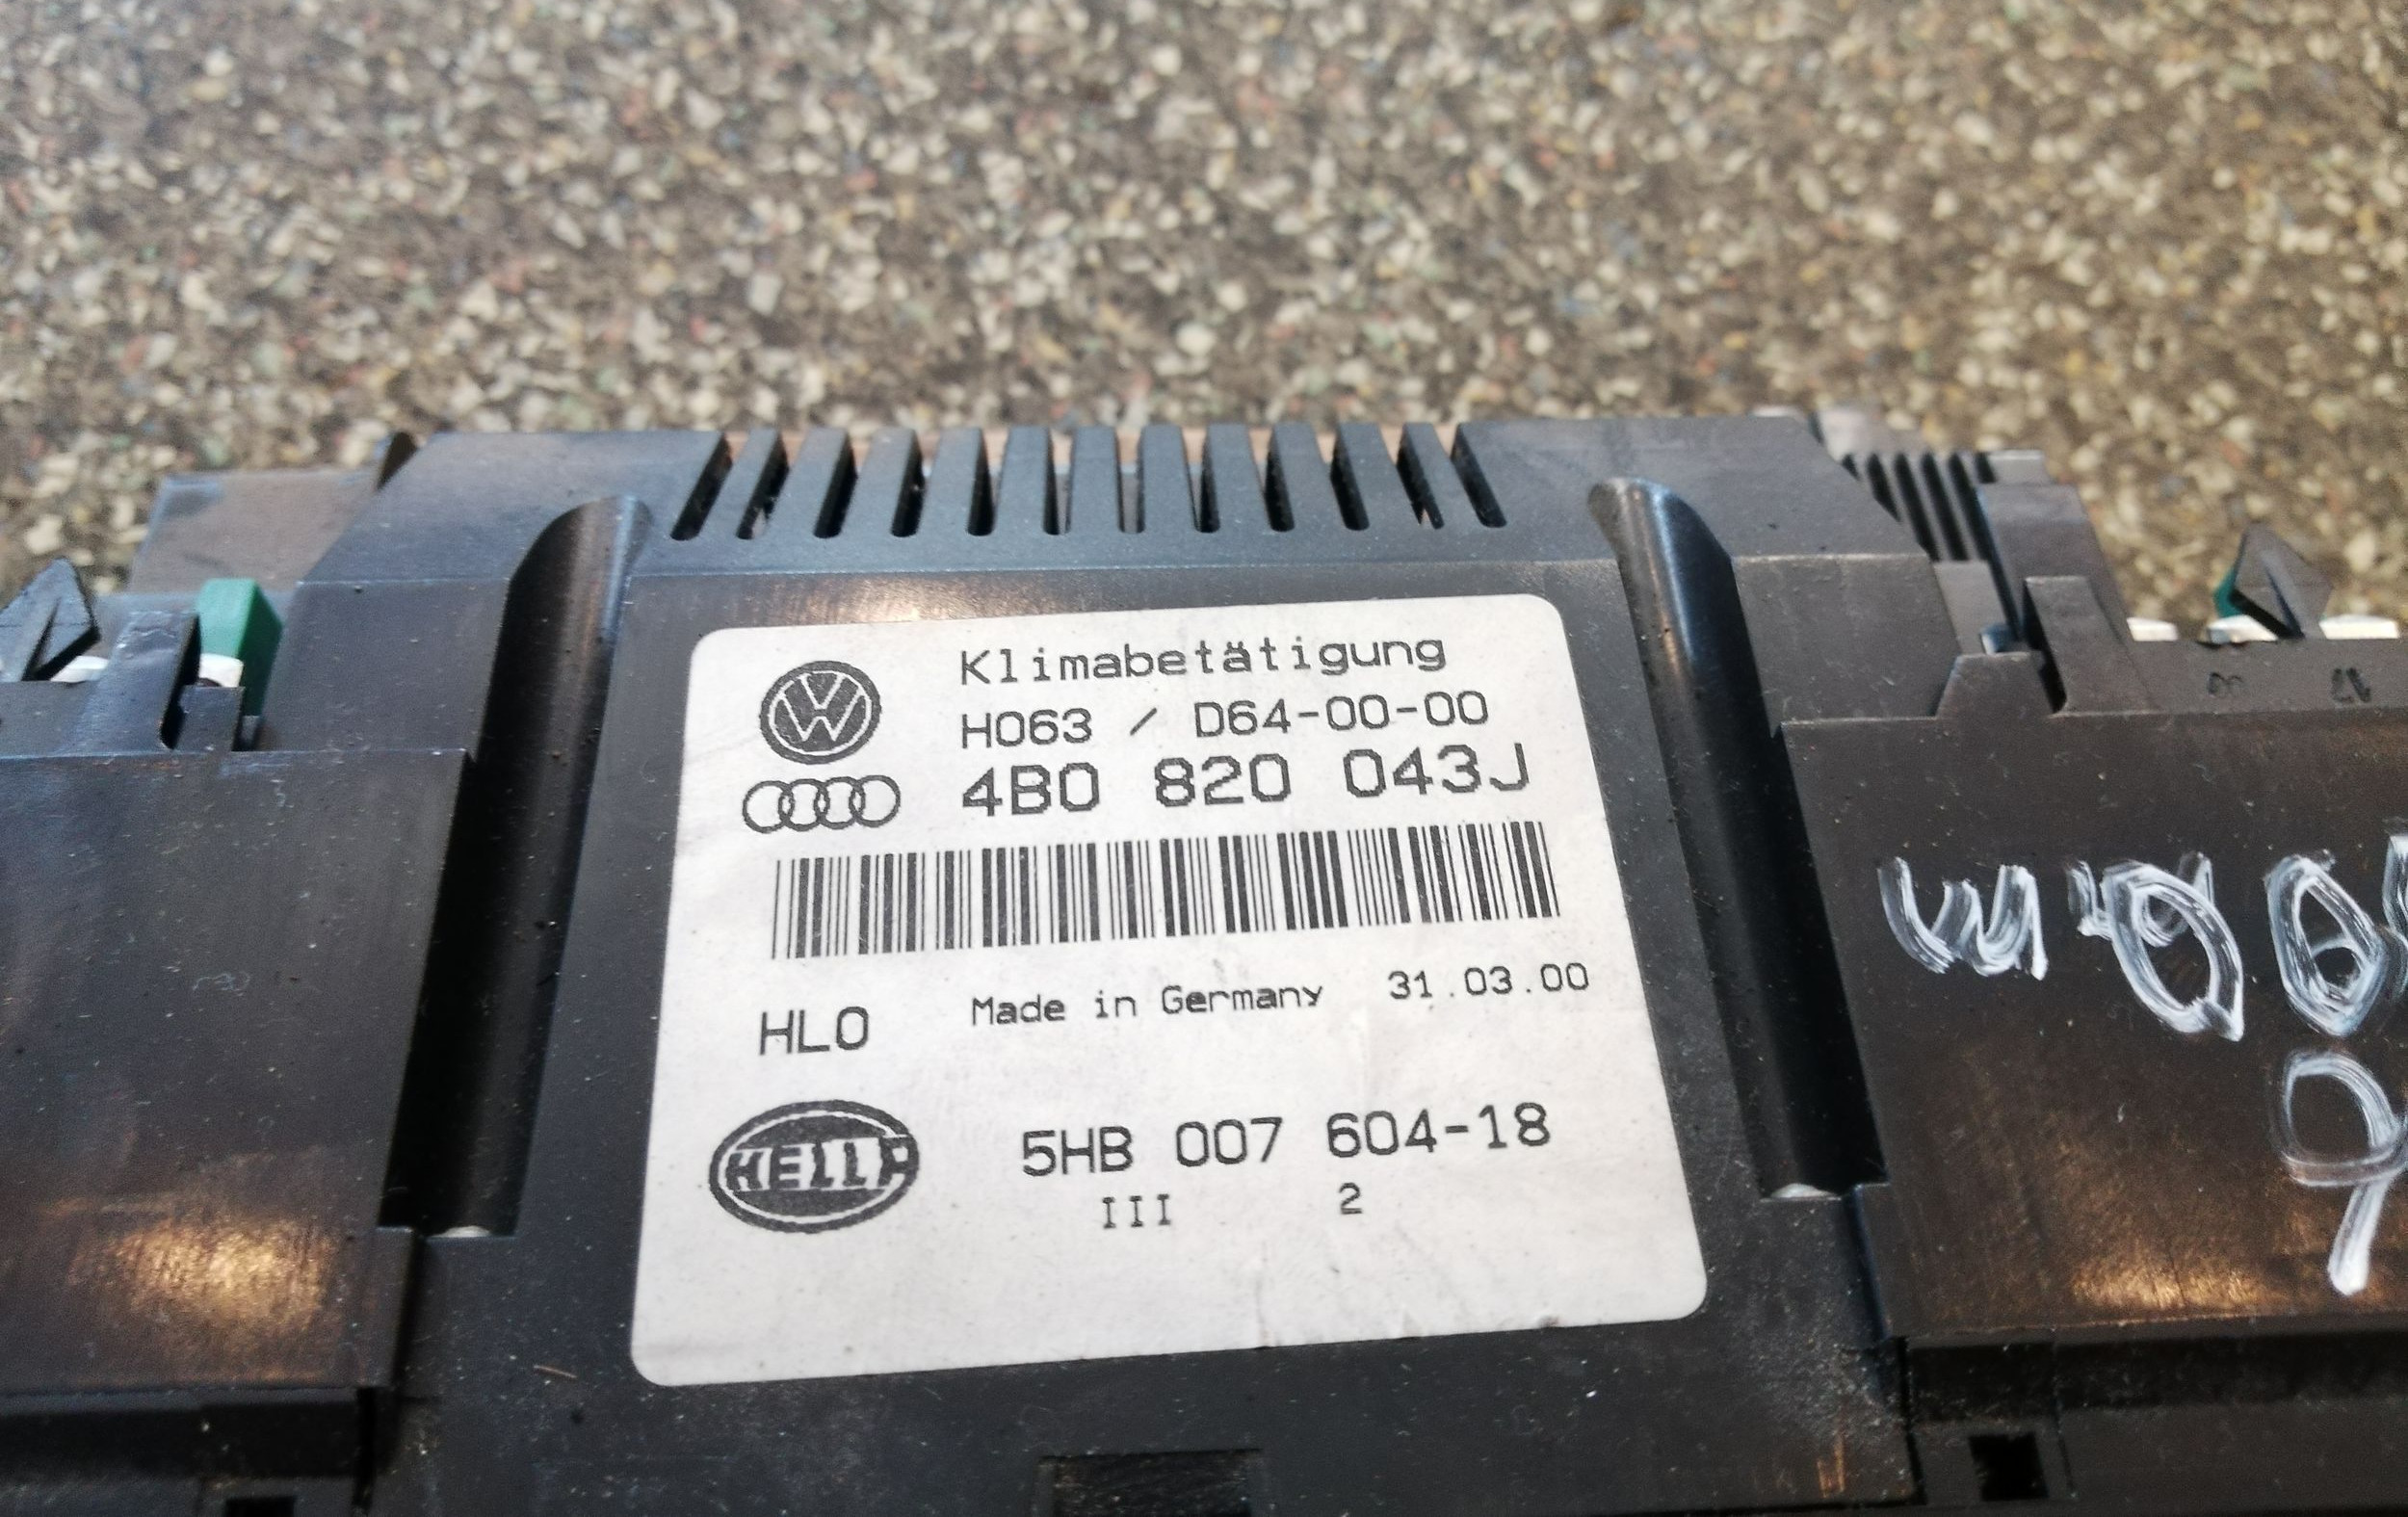 Klimabetätigung
H063 / D64-00-00
4B0 820 043J
Made in Germany 31.03.00
HLO
HELLA
5HB 007 604-18
III 2